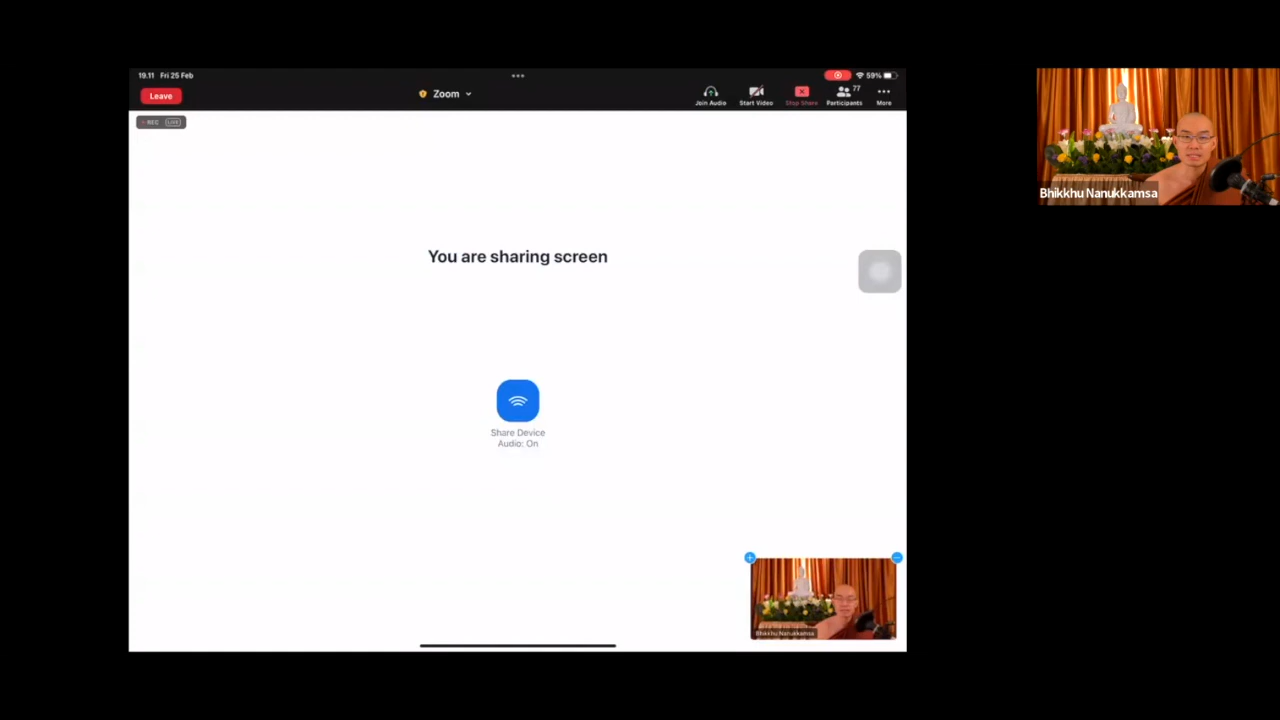 19.11 Fri 25 Feb
59%
Leave
Zoom
Join Audio
Start Video
Stop Share
77
Participants
More
REC LIVE
Bhikkhu Nanukkamsa
You are sharing screen
Share Device
Audio: On
Bhikkhu Nanukkamsa